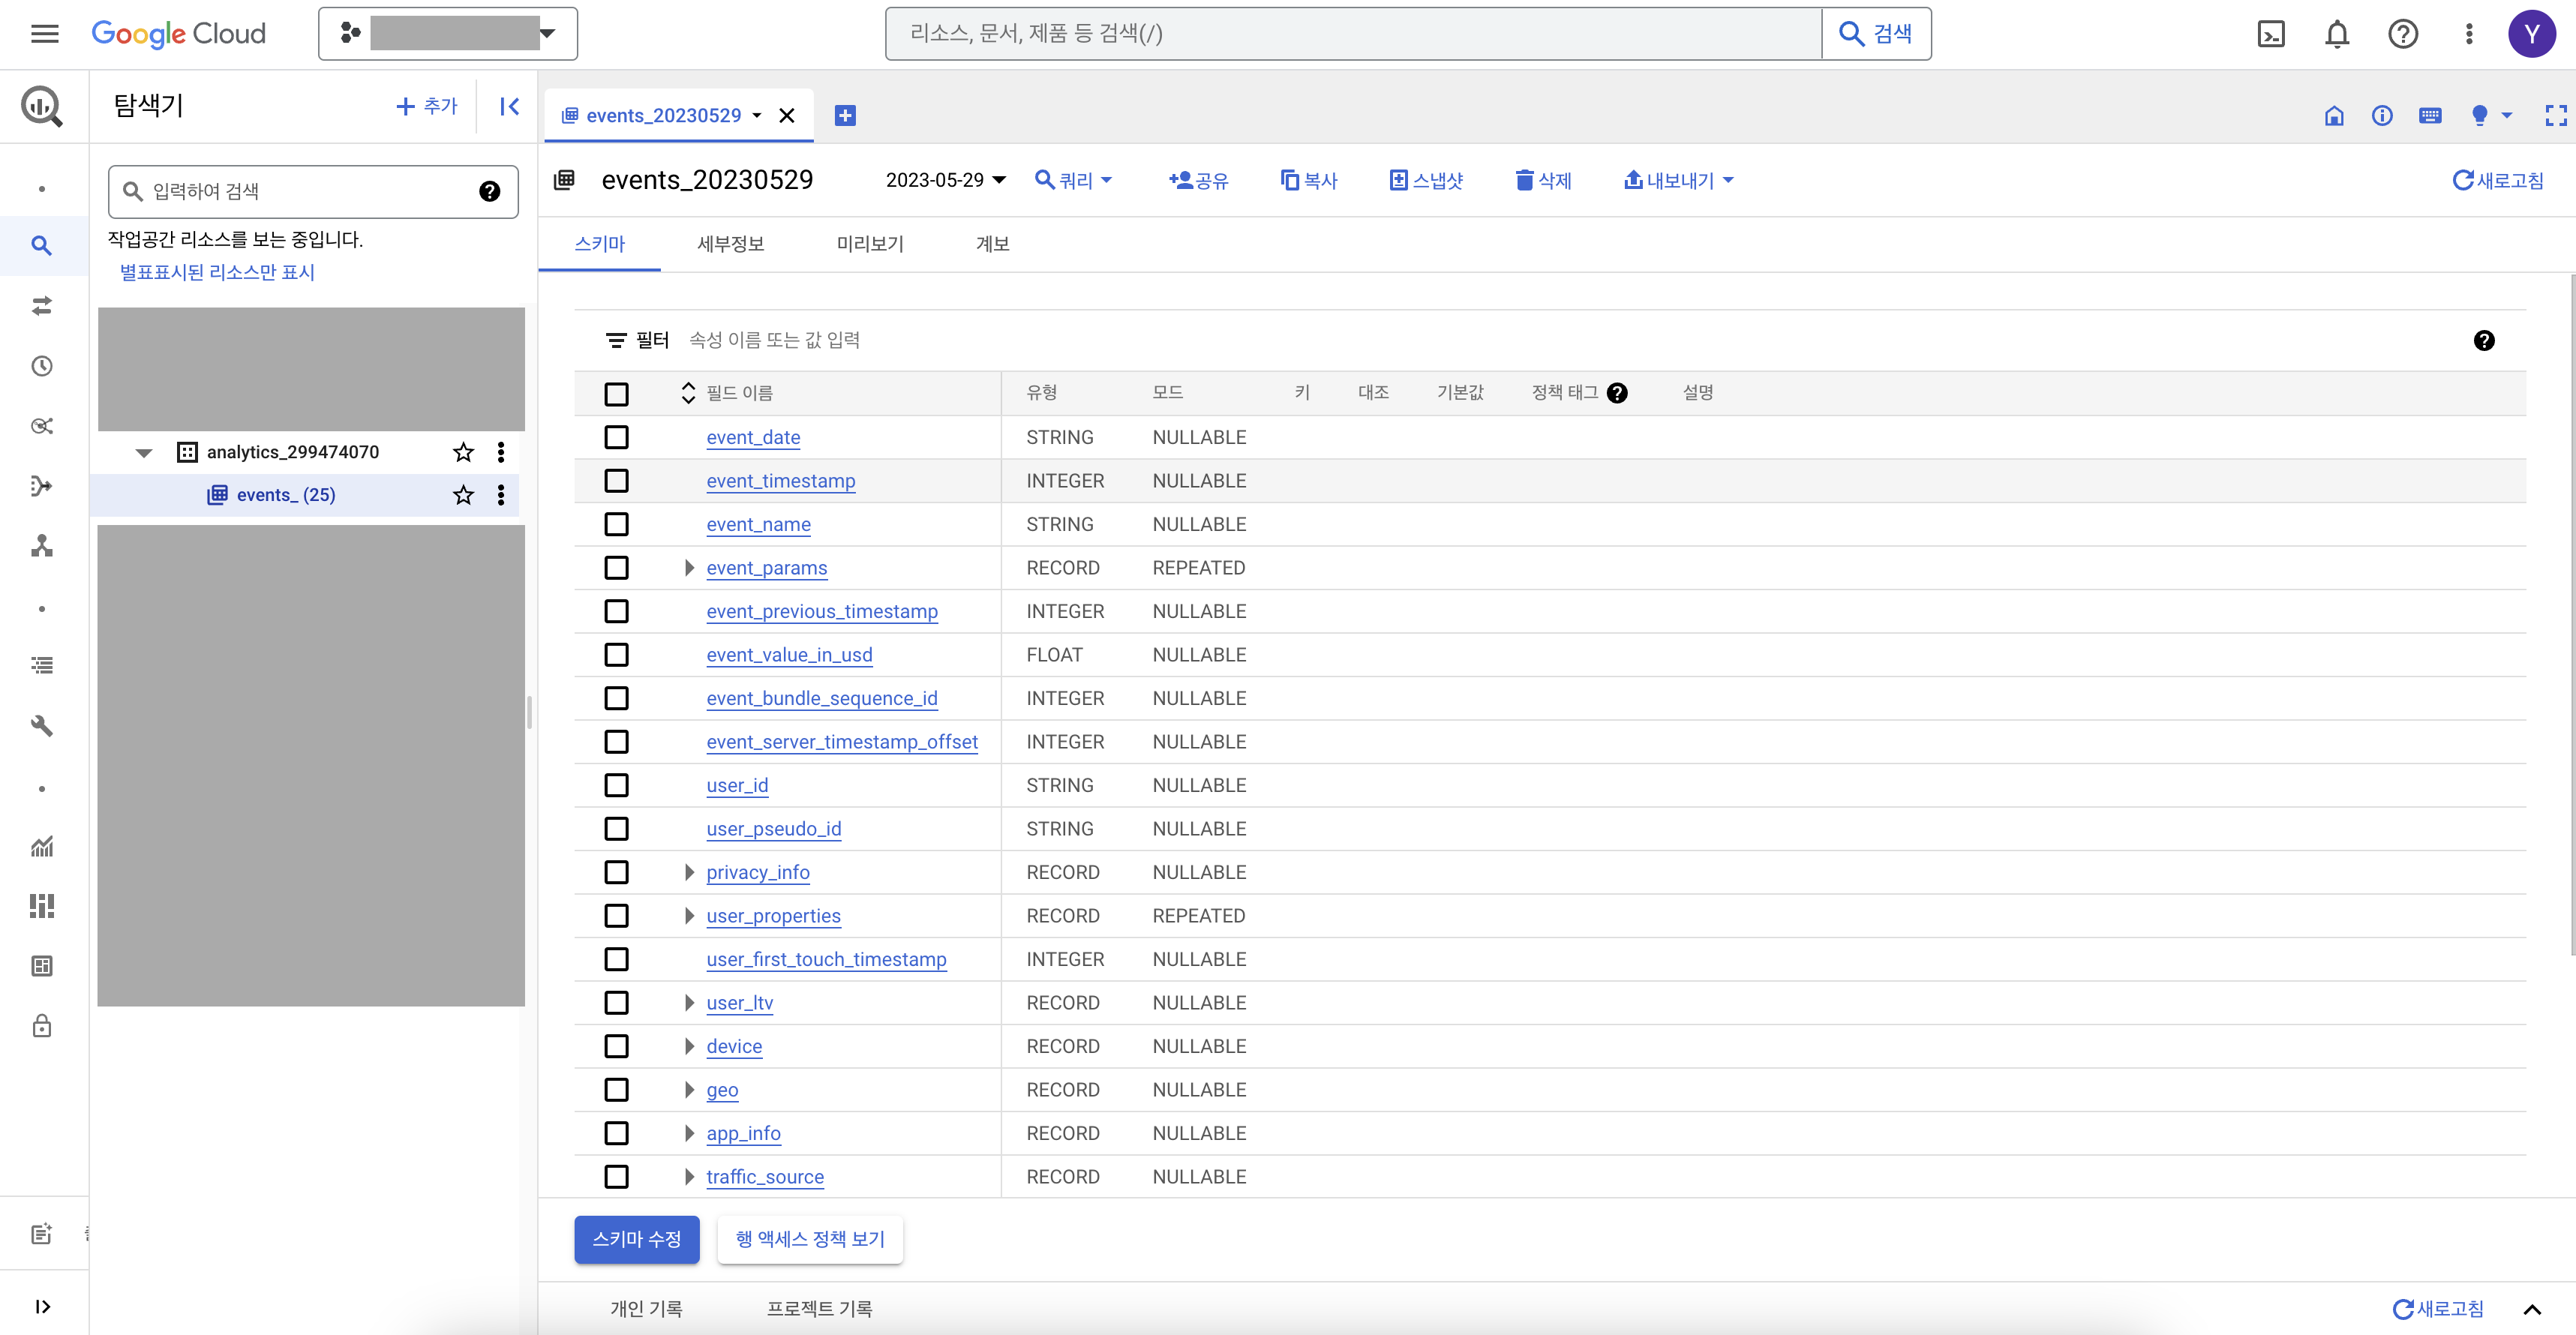 Google Cloud
리소스, 문서, 제품 등 검색(/)
검색
Y
탐색기
추가
입력하여 검색
작업공간 리소스를 보는 중입니다.
별표표시된 리소스만 표시
analytics_299474070
events_ (25)
events_20230529
events_20230529
2023-05-29
쿼리
공유
복사
스냅샷
삭제
내보내기
새로고침
스키마 세부정보 미리보기 계보
필터 속성 이름 또는 값 입력
필드 이름 유형 모드 키 대조 기본값 정책 태그 설명
event_date STRING NULLABLE
event_timestamp INTEGER NULLABLE
event_name STRING NULLABLE
event_params RECORD REPEATED
event_previous_timestamp INTEGER NULLABLE
event_value_in_usd FLOAT NULLABLE
event_bundle_sequence_id INTEGER NULLABLE
event_server_timestamp_offset INTEGER NULLABLE
user_id STRING NULLABLE
user_pseudo_id STRING NULLABLE
privacy_info RECORD NULLABLE
user_properties RECORD REPEATED
user_first_touch_timestamp INTEGER NULLABLE
user_ltv RECORD NULLABLE
device RECORD NULLABLE
geo RECORD NULLABLE
app_info RECORD NULLABLE
traffic_source RECORD NULLABLE
스키마 수정 행 액세스 정책 보기
개인 기록 프로젝트 기록 새로고침